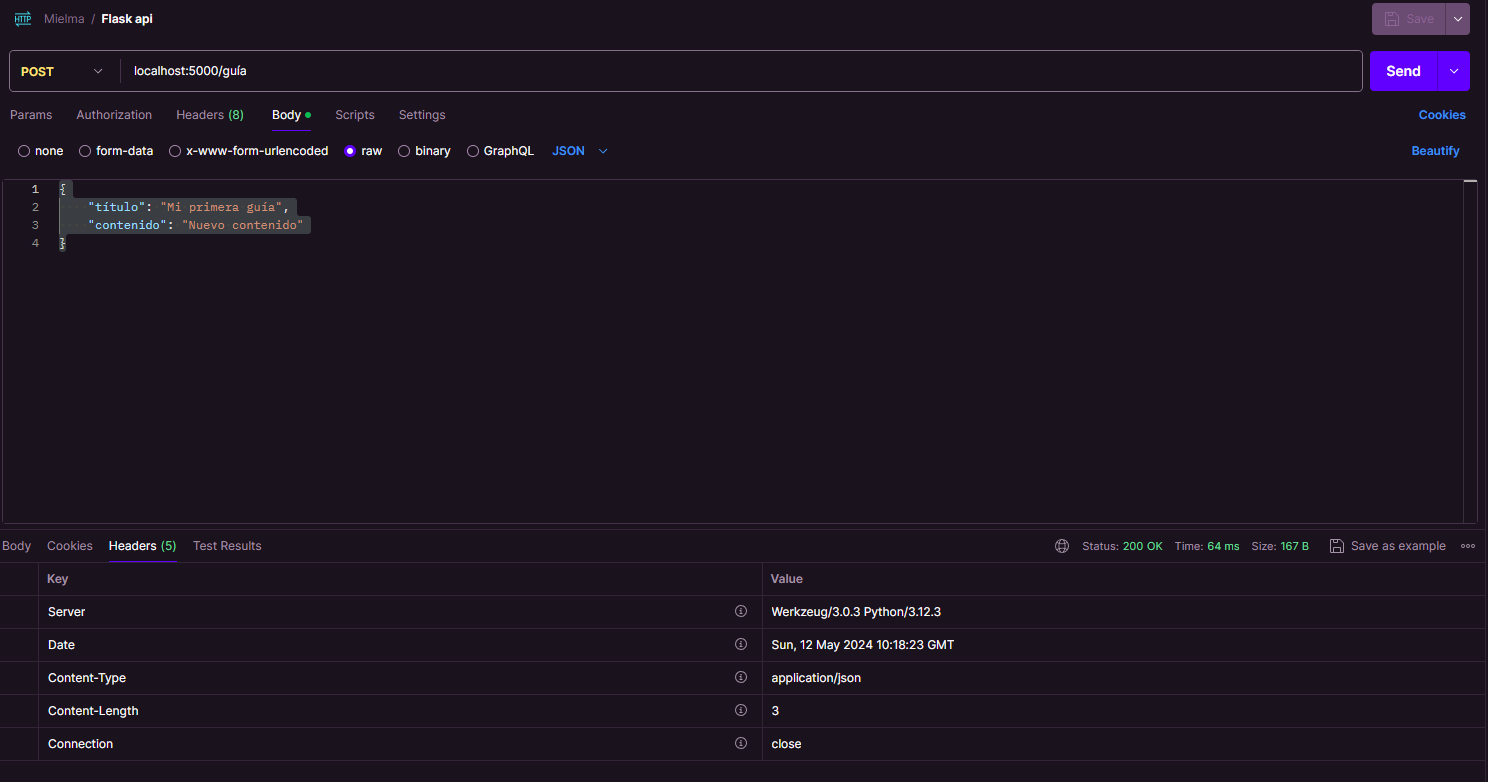 HTTP Mielma / Flask api Save
POST localhost:5000/guía Send
Params Authorization Headers (8) Body Scripts Settings Cookies
none form-data x-www-form-urlencoded raw binary GraphQL JSON Beautify
1 {
2 "título": "Mi primera guía",
3 "contenido": "Nuevo contenido"
4 }
Body Cookies Headers (5) Test Results Status: 200 OK Time: 64 ms Size: 167 B Save as example
Key Value
Server Werkzeug/3.0.3 Python/3.12.3
Date Sun, 12 May 2024 10:18:23 GMT
Content-Type application/json
Content-Length 3
Connection close